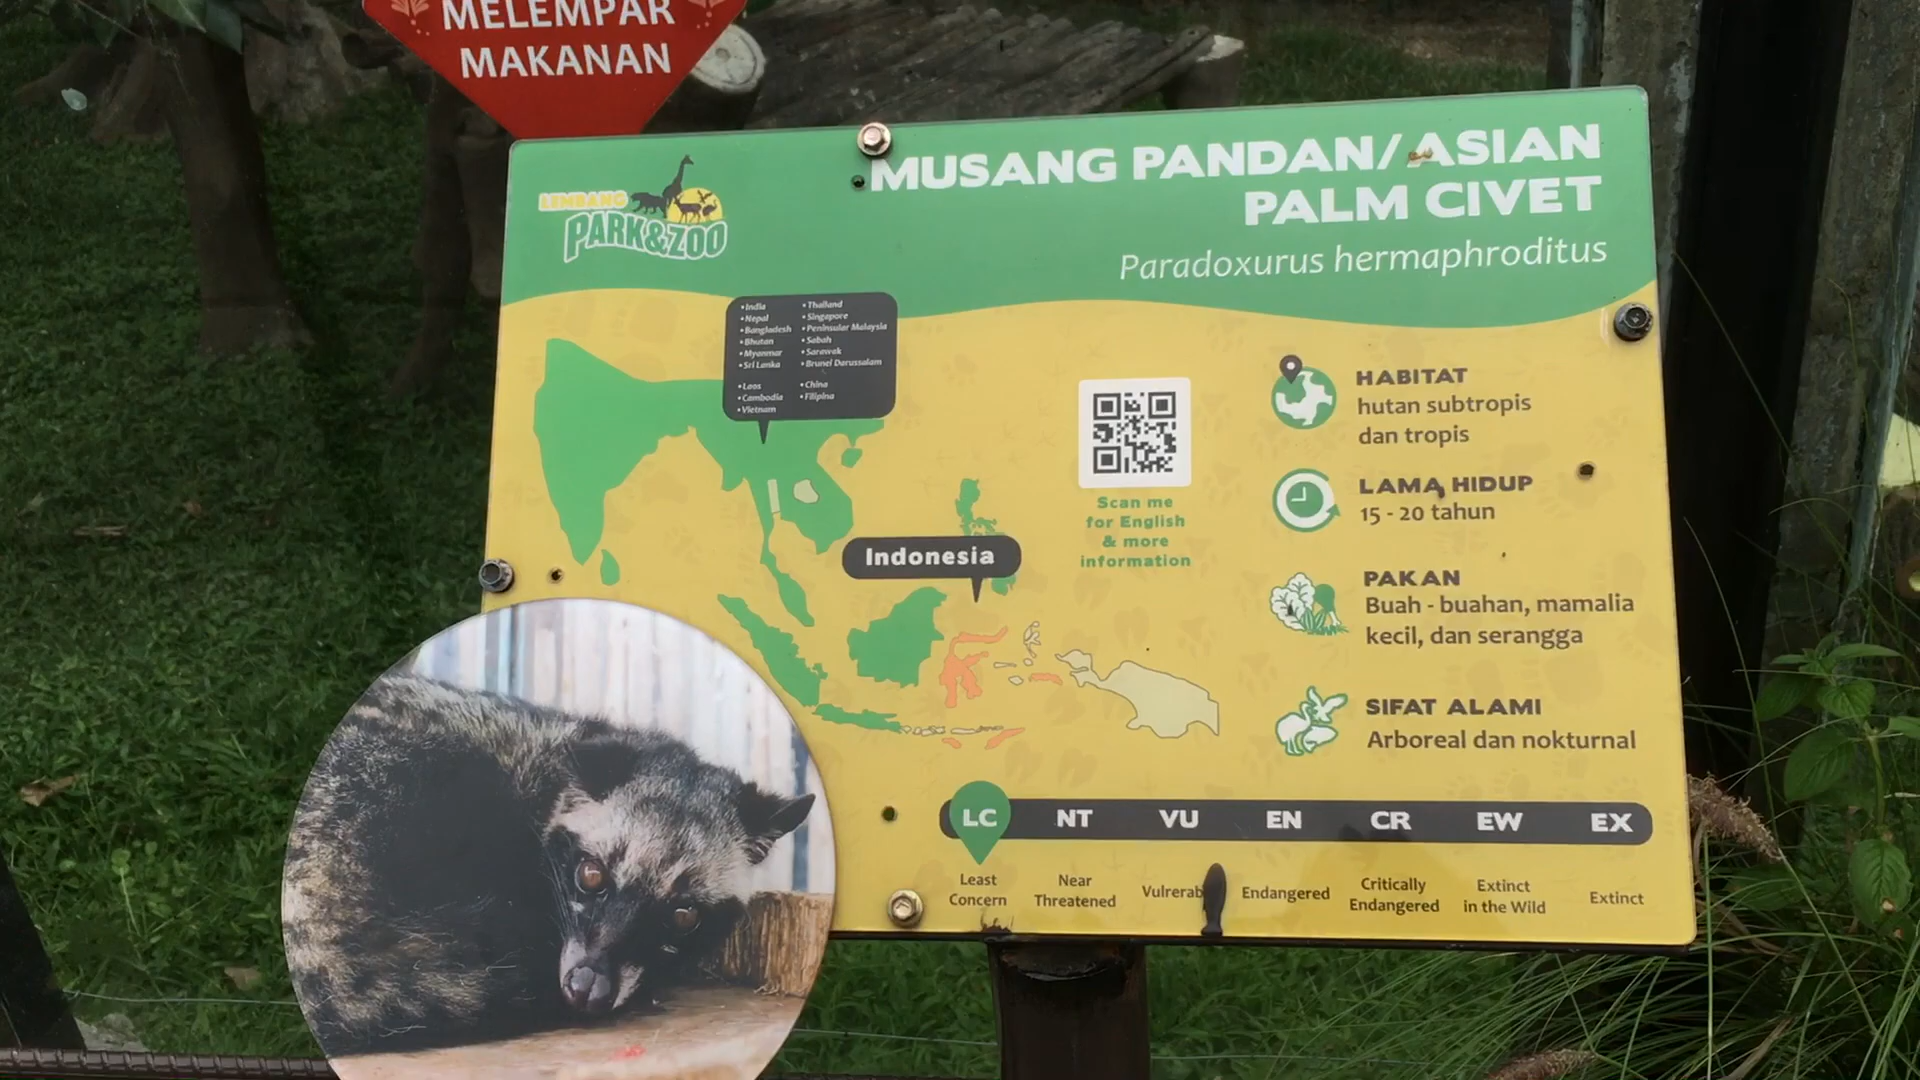 MELEMPAR
MAKANAN
LEMBANG
PARK&ZOO
MUSANG PANDAN/ASIAN
PALM CIVET
Paradoxurus hermaphroditus
• India
• Nepal
• Bangladesh
• Bhutan
• Myanmar
• Sri Lanka
• Laos
• Cambodia
• Vietnam
• Thailand
• Singapore
• Peninsular Malaysia
• Sabah
• Sarawak
• Brunei Darussalam
• China
• Filipina
Indonesia
Scan me
for English
& more
information
HABITAT
hutan subtropis
dan tropis
LAMA HIDUP
15 - 20 tahun
PAKAN
Buah - buahan, mamalia
kecil, dan serangga
SIFAT ALAMI
Arboreal dan nokturnal
LC NT VU EN CR EW EX
Least
Concern
Near
Threatened
Vulnerab
Endangered
Critically
Endangered
Extinct
in the Wild
Extinct